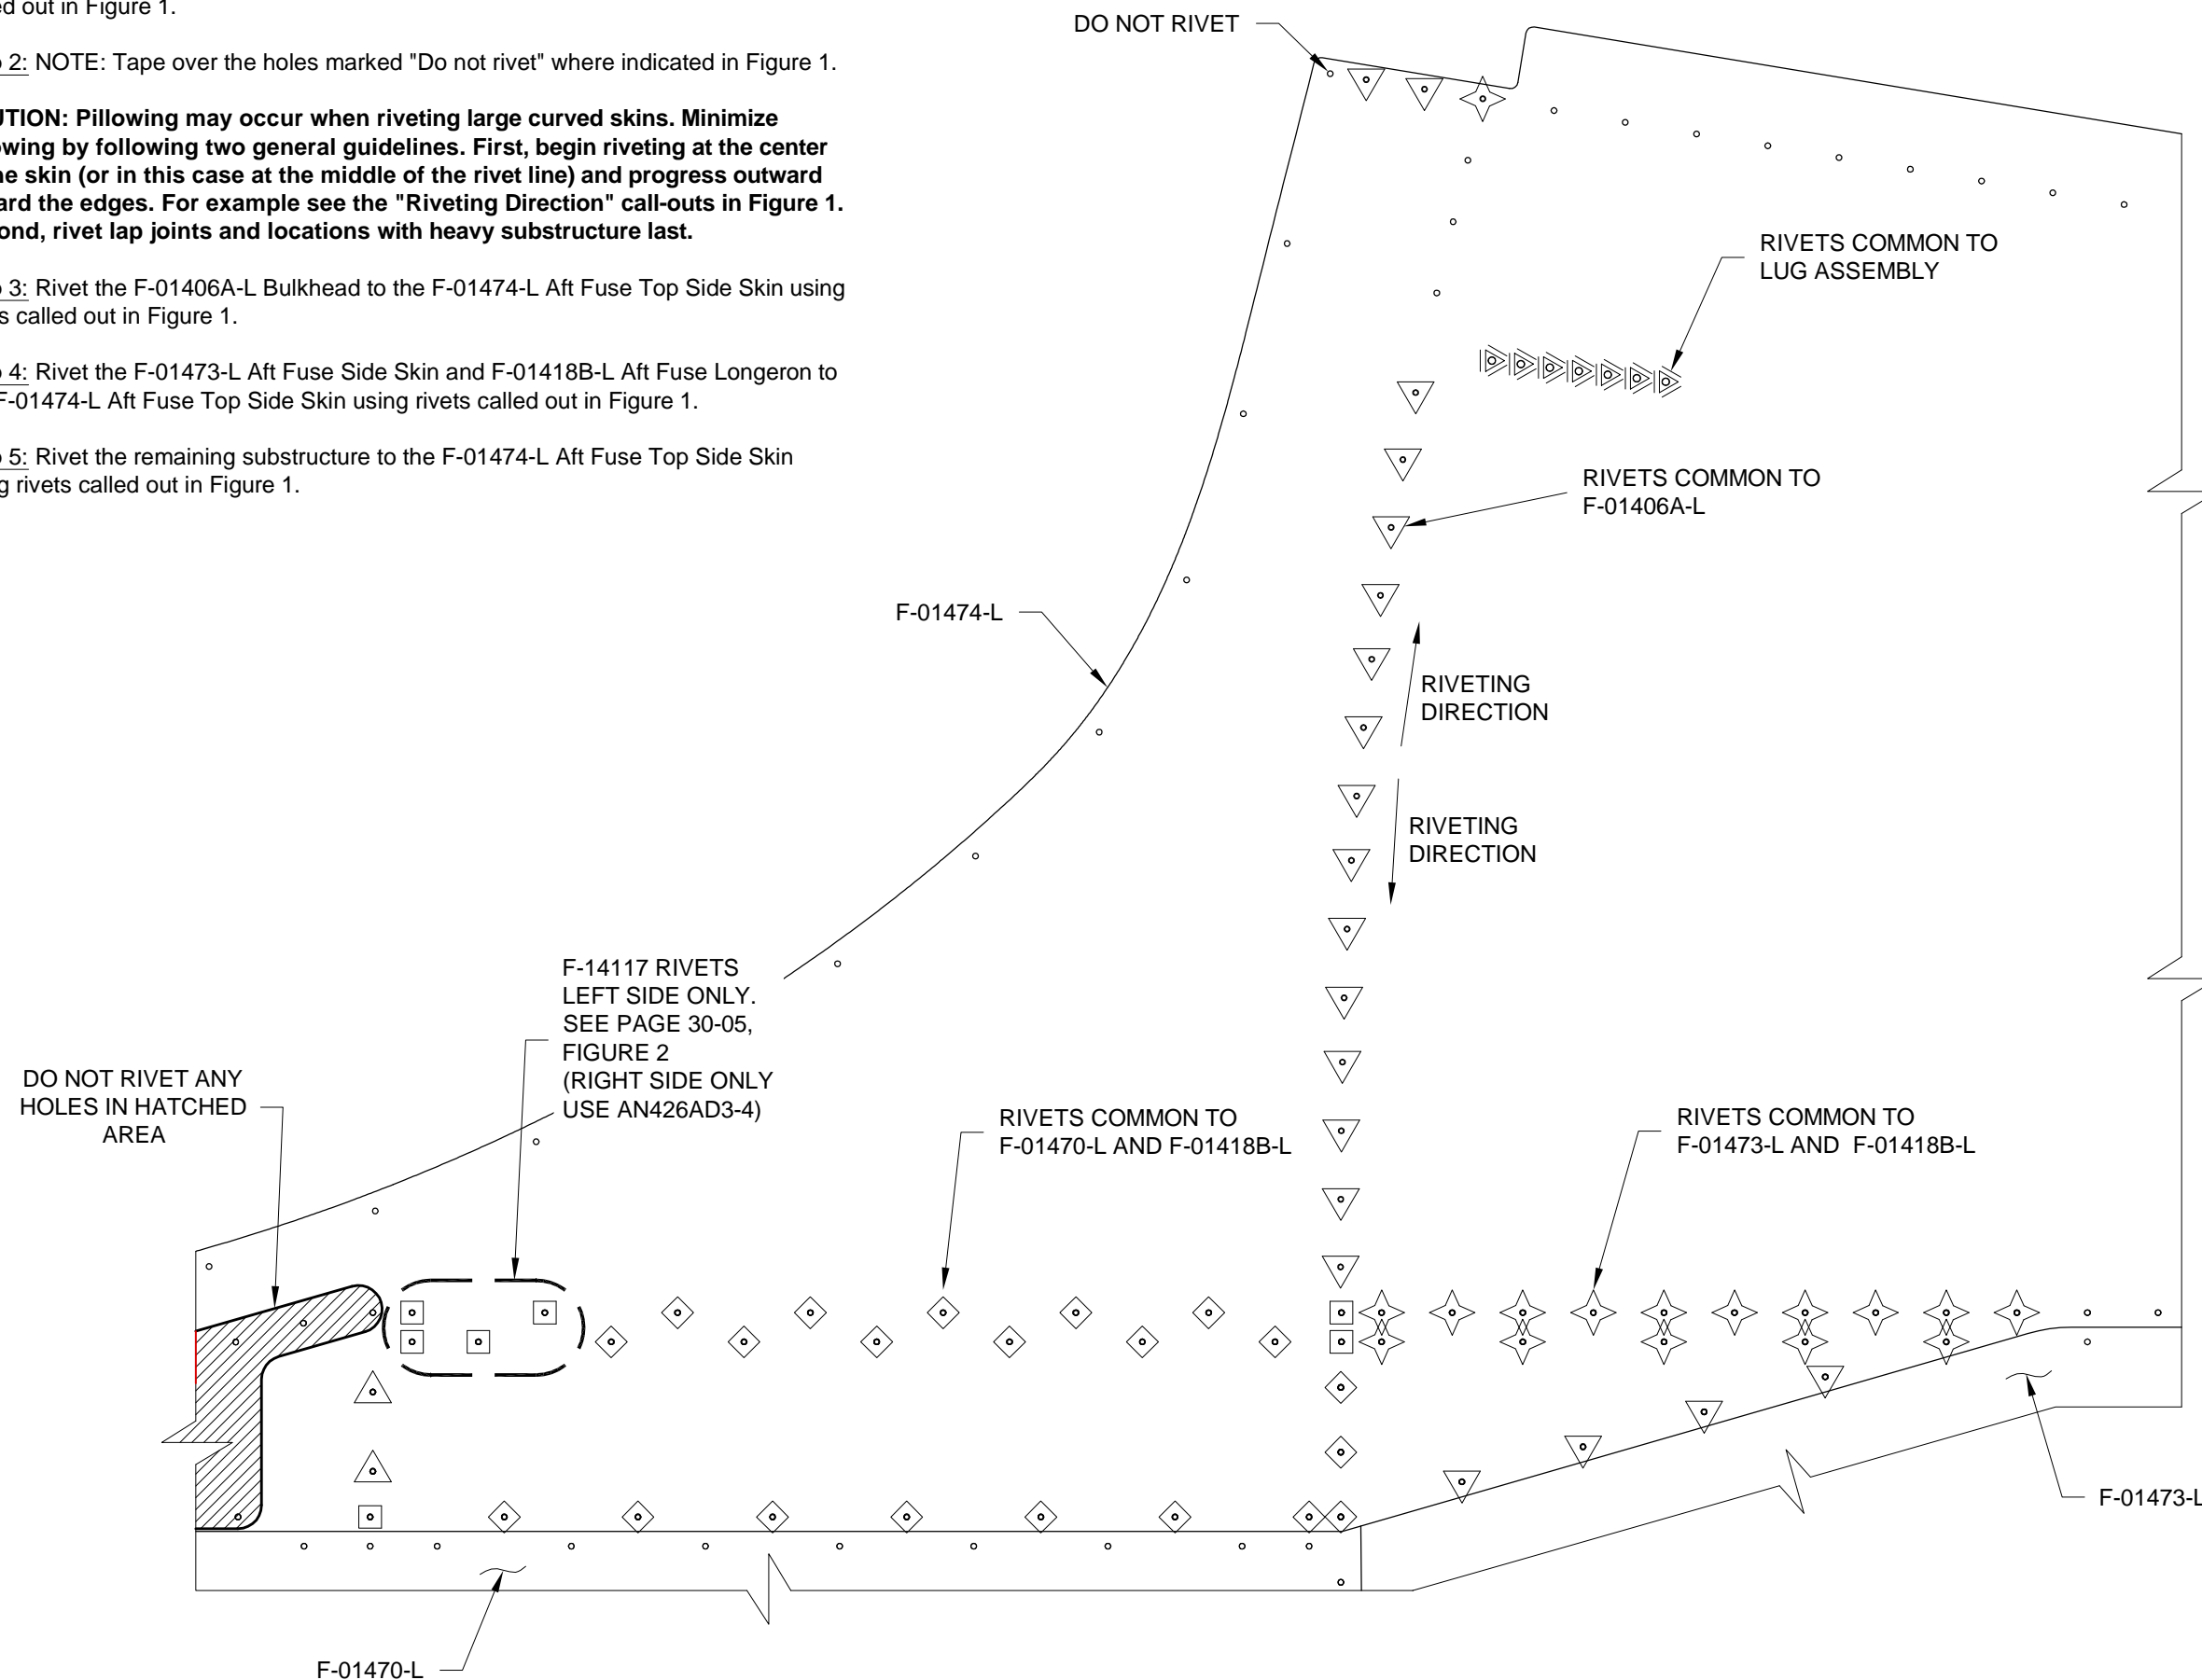 ed out in Figure 1.
2: NOTE: Tape over the holes marked "Do not rivet" where indicated in Figure 1.
UTION: Pillowing may occur when riveting large curved skins. Minimize
owing by following two general guidelines. First, begin riveting at the center
he skin (or in this case at the middle of the rivet line) and progress outward
ard the edges. For example see the "Riveting Direction" call-outs in Figure 1.
ond, rivet lap joints and locations with heavy substructure last.
3: Rivet the F-01406A-L Bulkhead to the F-01474-L Aft Fuse Top Side Skin using
s called out in Figure 1.
4: Rivet the F-01473-L Aft Fuse Side Skin and F-01418B-L Aft Fuse Longeron to
F-01474-L Aft Fuse Top Side Skin using rivets called out in Figure 1.
5: Rivet the remaining substructure to the F-01474-L Aft Fuse Top Side Skin
g rivets called out in Figure 1.
DO NOT RIVET
RIVETS COMMON TO
LUG ASSEMBLY
RIVETS COMMON TO
F-01406A-L
F-01474-L
RIVETING
DIRECTION
RIVETING
DIRECTION
F-14117 RIVETS
LEFT SIDE ONLY.
SEE PAGE 30-05,
FIGURE 2
(RIGHT SIDE ONLY
USE AN426AD3-4)
DO NOT RIVET ANY
HOLES IN HATCHED
AREA
RIVETS COMMON TO
F-01470-L AND F-01418B-L
RIVETS COMMON TO
F-01473-L AND F-01418B-L
F-01473-L
F-01470-L